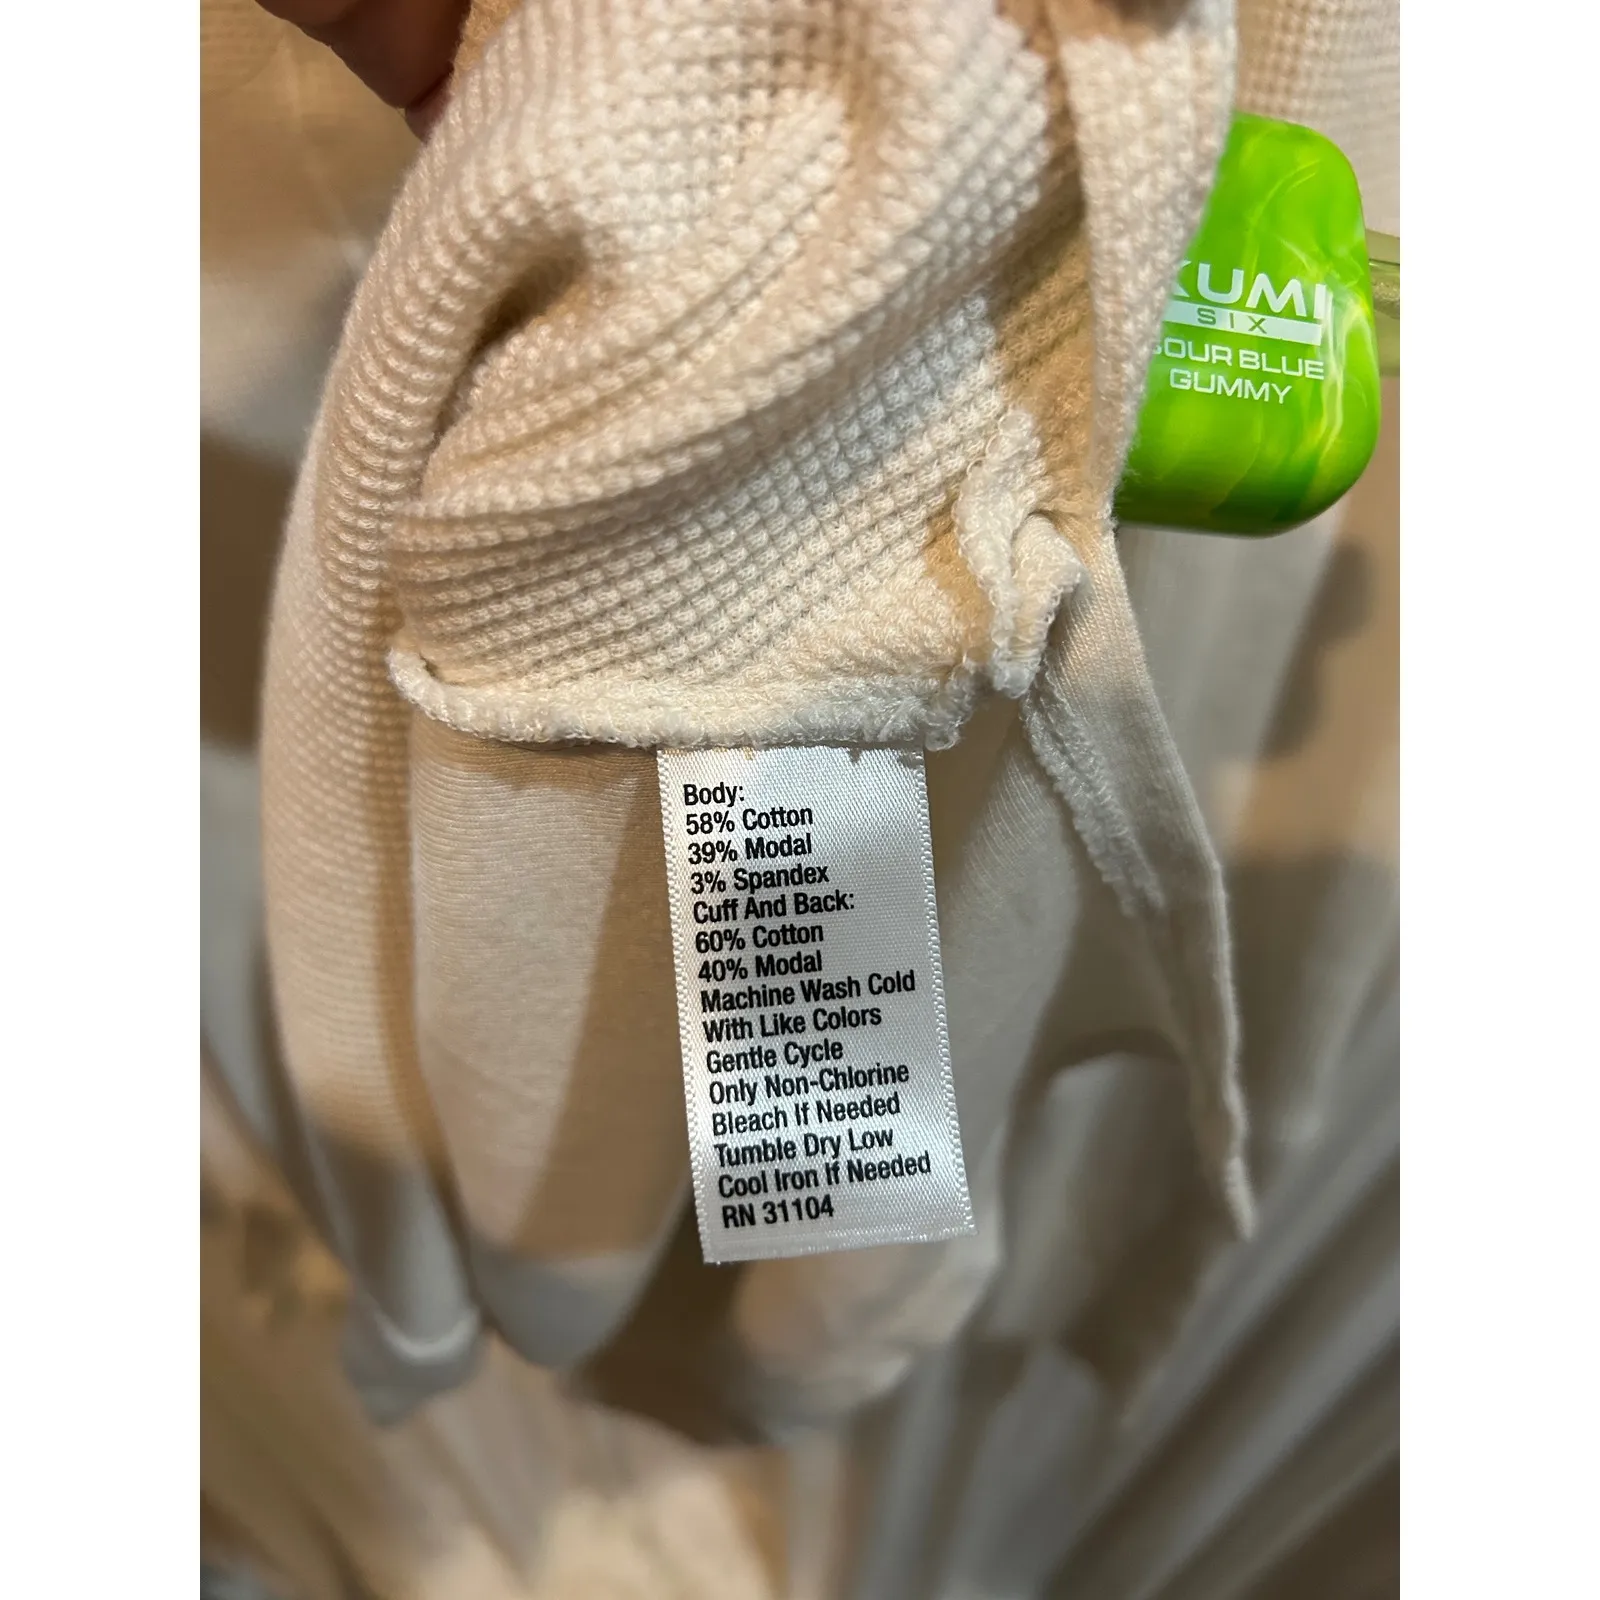 Body:
58% Cotton
39% Modal
3% Spandex
Cuff And Back:
60% Cotton
40% Modal
Machine Wash Cold
With Like Colors
Gentle Cycle
Only Non-Chlorine
Bleach If Needed
Tumble Dry Low
Cool Iron If Needed
RN 31104
KUMI
SIX
OUR BLUE
GUMMY